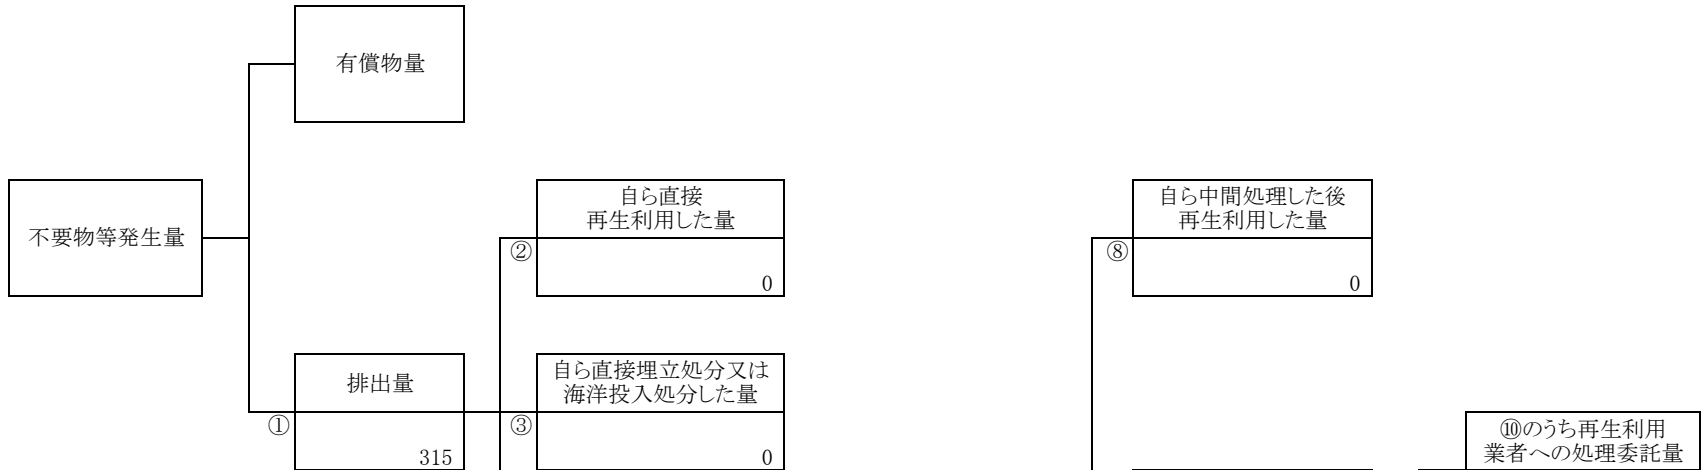 有償物量
不要物等発生量
自ら直接
再生利用した量
②
0
自ら中間処理した後
再生利用した量
⑧
0
排出量
①
315
自ら直接埋立処分又は
海洋投入処分した量
③
0
⑩のうち再生利用
業者への処理委託量